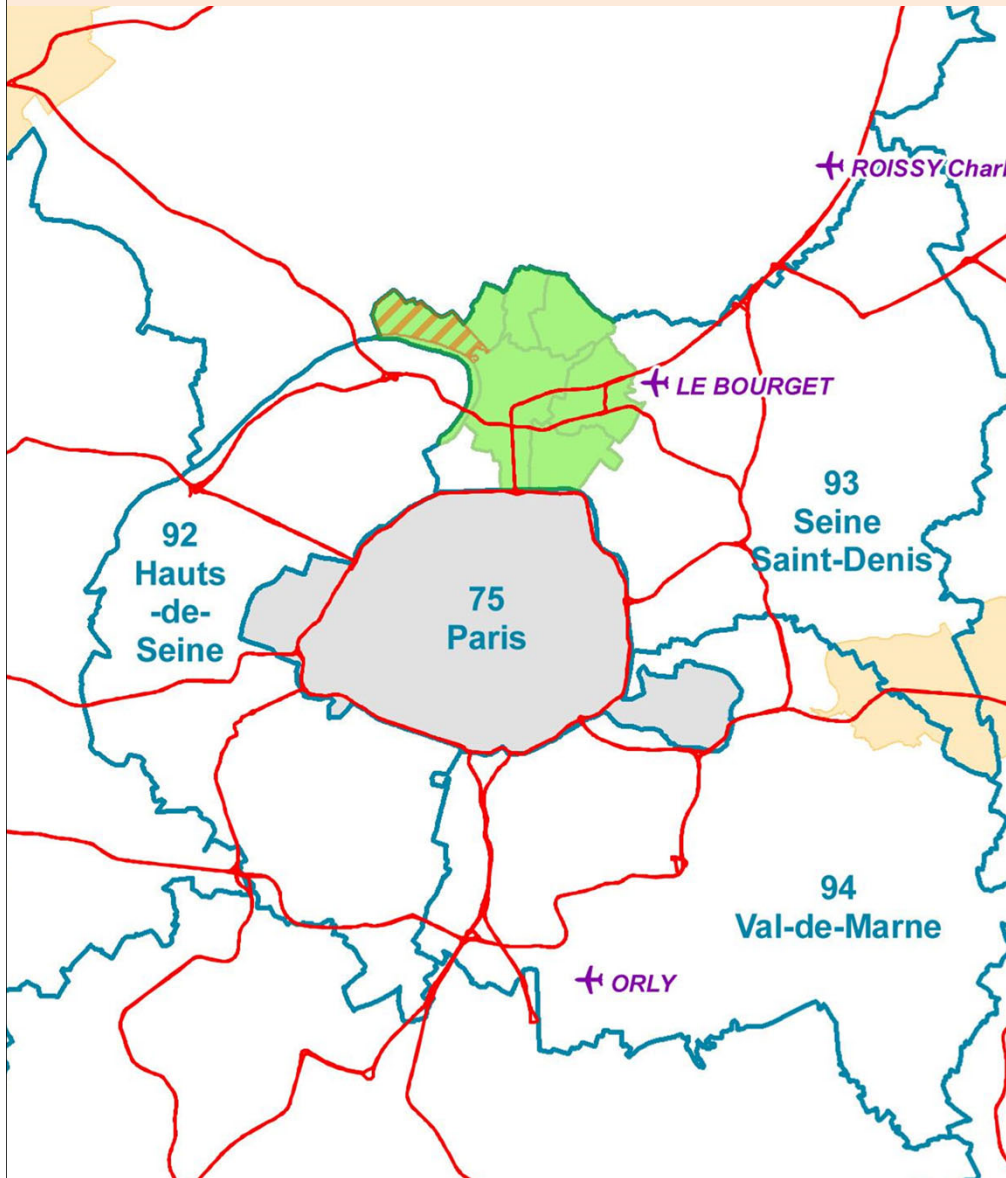 ROISSY Charl
LE BOURGET
93
Seine
Saint-Denis
92
Hauts
-de-
Seine
75
Paris
94
Val-de-Marne
ORLY